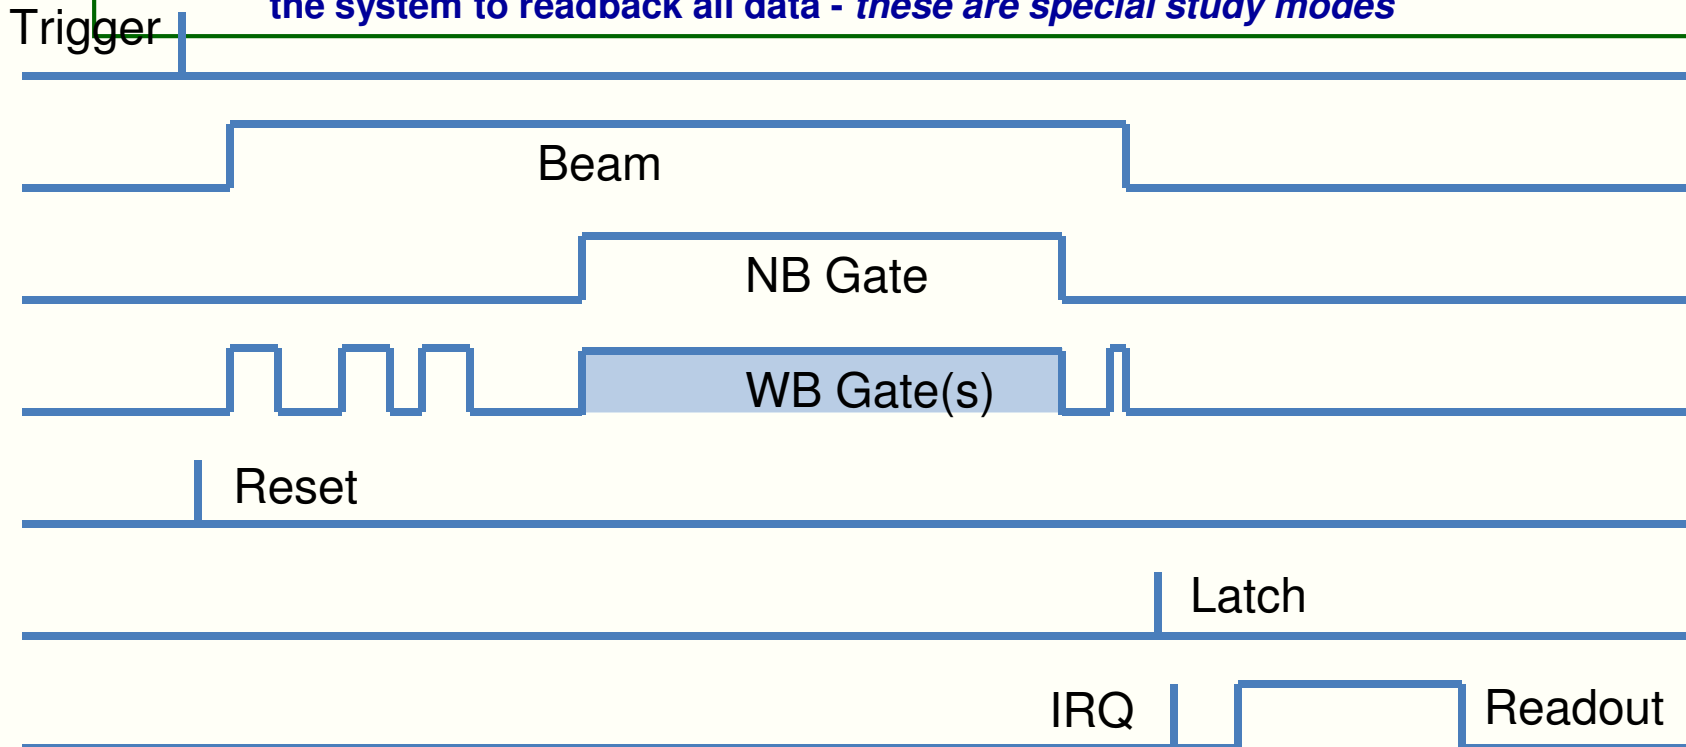 the system to readback all data - these are special study modes
Trigger
Beam
NB Gate
WB Gate(s)
Reset
Latch
IRQ Readout